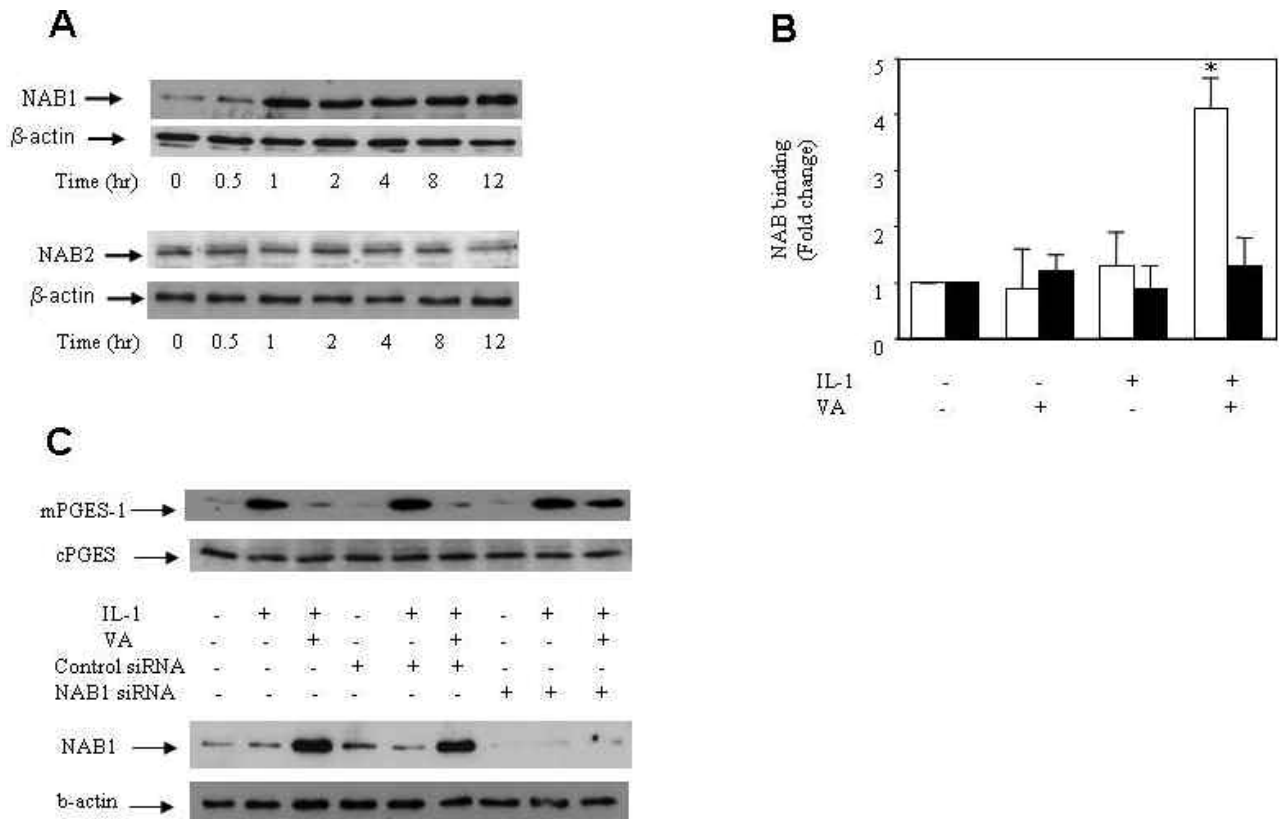 A
NAB1
β-actin
Time (hr) 0 0.5 1 2 4 8 12
NAB2
β-actin
Time (hr) 0 0.5 1 2 4 8 12
B
NAB binding
(Fold change)
5
4
3
2
1
0
*
IL-1 - - + +
VA - + - +
C
mPGES-1
cPGES
IL-1 - + + - + + - + +
VA - - + - - + - - +
Control siRNA - - - + + + - - -
NAB1 siRNA - - - - - - + + +
NAB1
b-actin